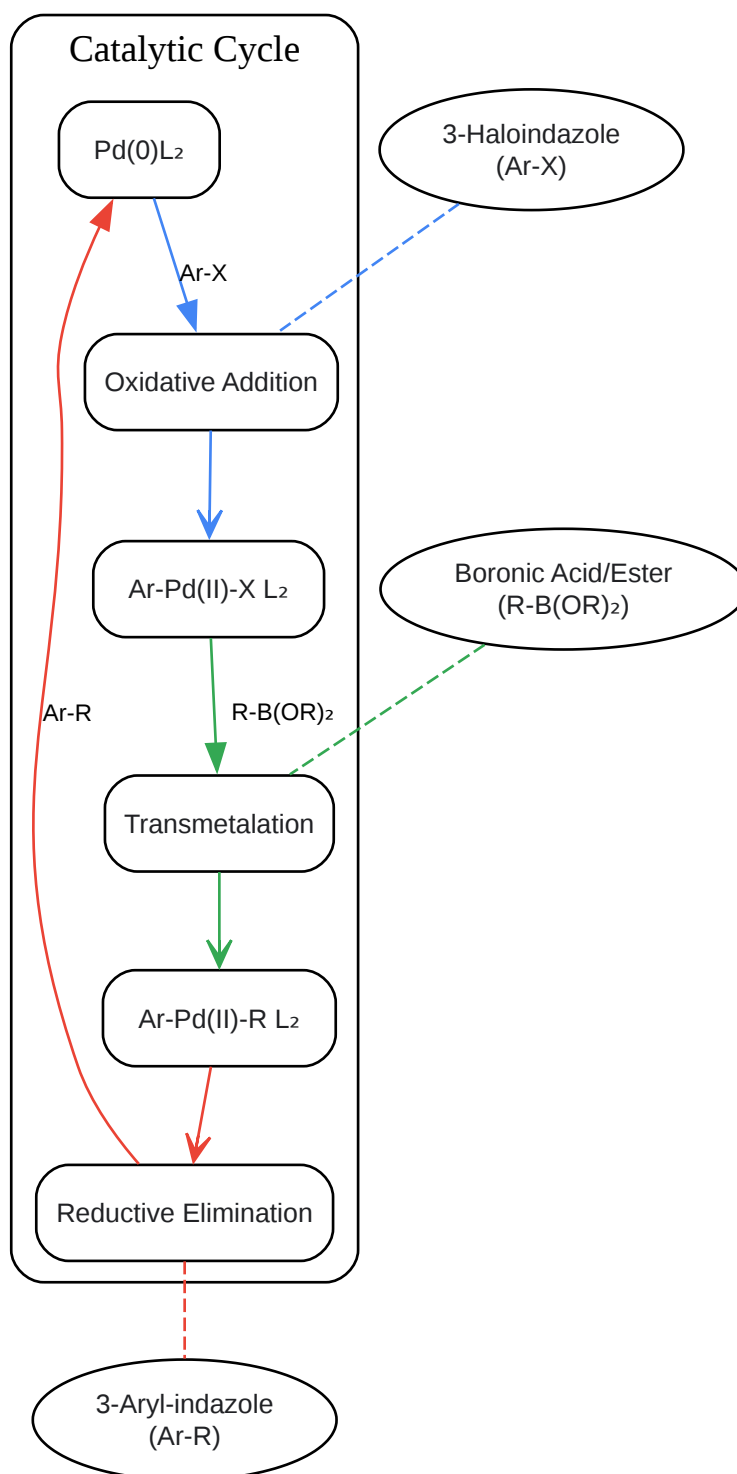 Catalytic Cycle
Pd(0)L₂
3-Haloindazole
(Ar-X)
Ar-X
Oxidative Addition
Ar-Pd(II)-X L₂
Boronic Acid/Ester
(R-B(OR)₂)
Ar-R
R-B(OR)₂
Transmetalation
Ar-Pd(II)-R L₂
Reductive Elimination
3-Aryl-indazole
(Ar-R)